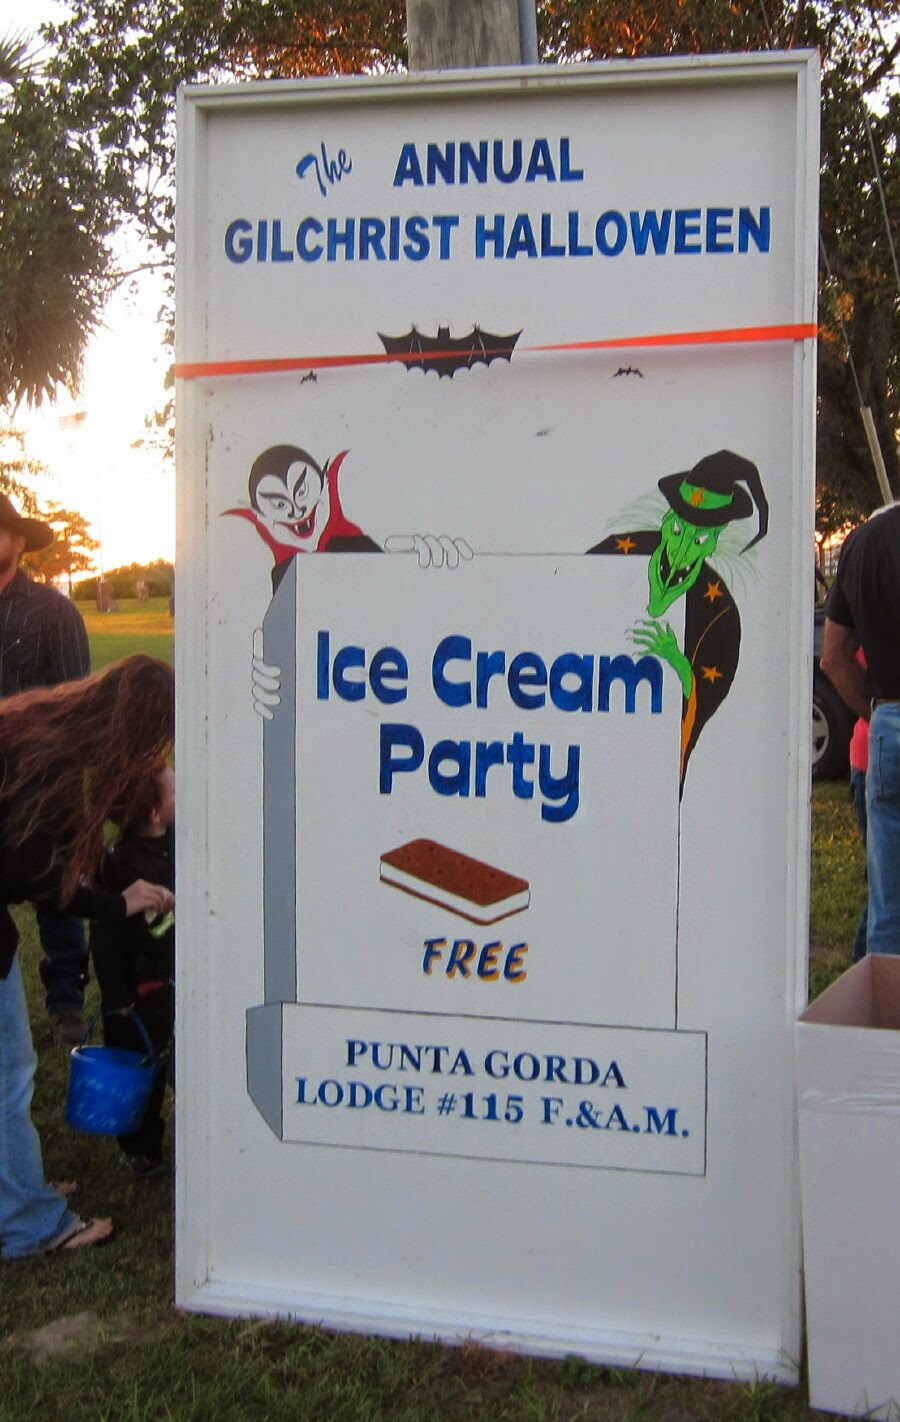 The ANNUAL
GILCHRIST HALLOWEEN
Ice Cream
Party
FREE
PUNTA GORDA
LODGE #115 F.&A.M.